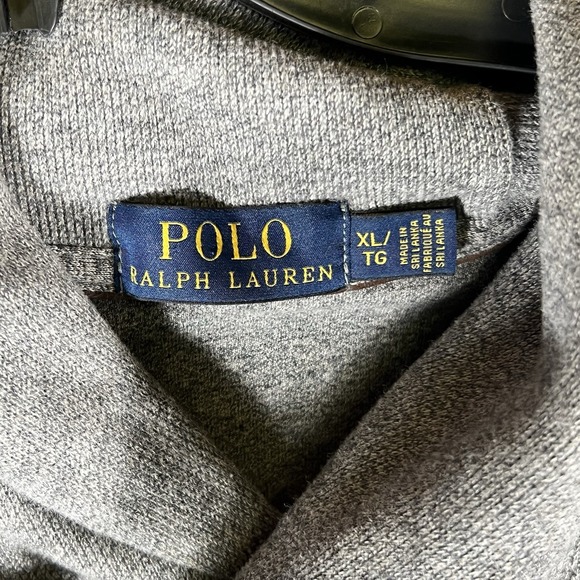 POLO
RALPH LAUREN
XL/
TG
MADE IN
SRI LANKA
FABRIQUÉ AU
SRI LANKA